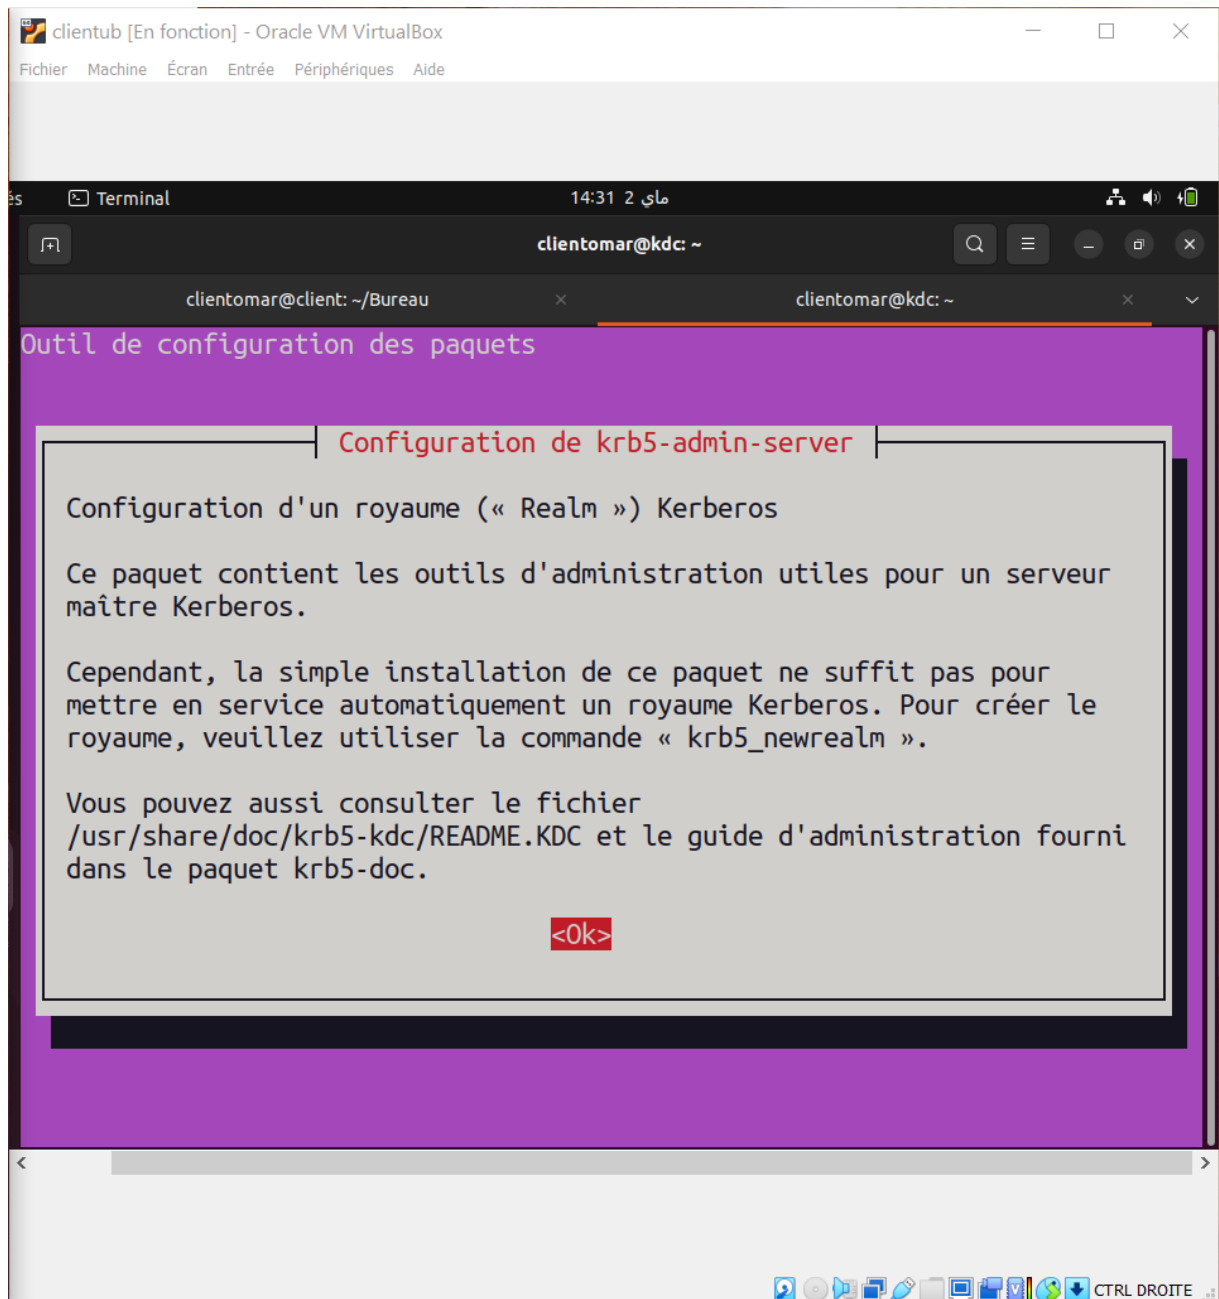 clientub [En fonction] - Oracle VM VirtualBox
Fichier Machine Écran Entrée Périphériques Aide
és Terminal 14:31 2 ماي
clientomar@kdc: ~
clientomar@client: ~/Bureau clientomar@kdc: ~
Outil de configuration des paquets
Configuration de krb5-admin-server
Configuration d'un royaume (« Realm ») Kerberos
Ce paquet contient les outils d'administration utiles pour un serveur
maître Kerberos.
Cependant, la simple installation de ce paquet ne suffit pas pour
mettre en service automatiquement un royaume Kerberos. Pour créer le
royaume, veuillez utiliser la commande « krb5_newrealm ».
Vous pouvez aussi consulter le fichier
/usr/share/doc/krb5-kdc/README.KDC et le guide d'administration fourni
dans le paquet krb5-doc.
<Ok>
CTRL DROITE